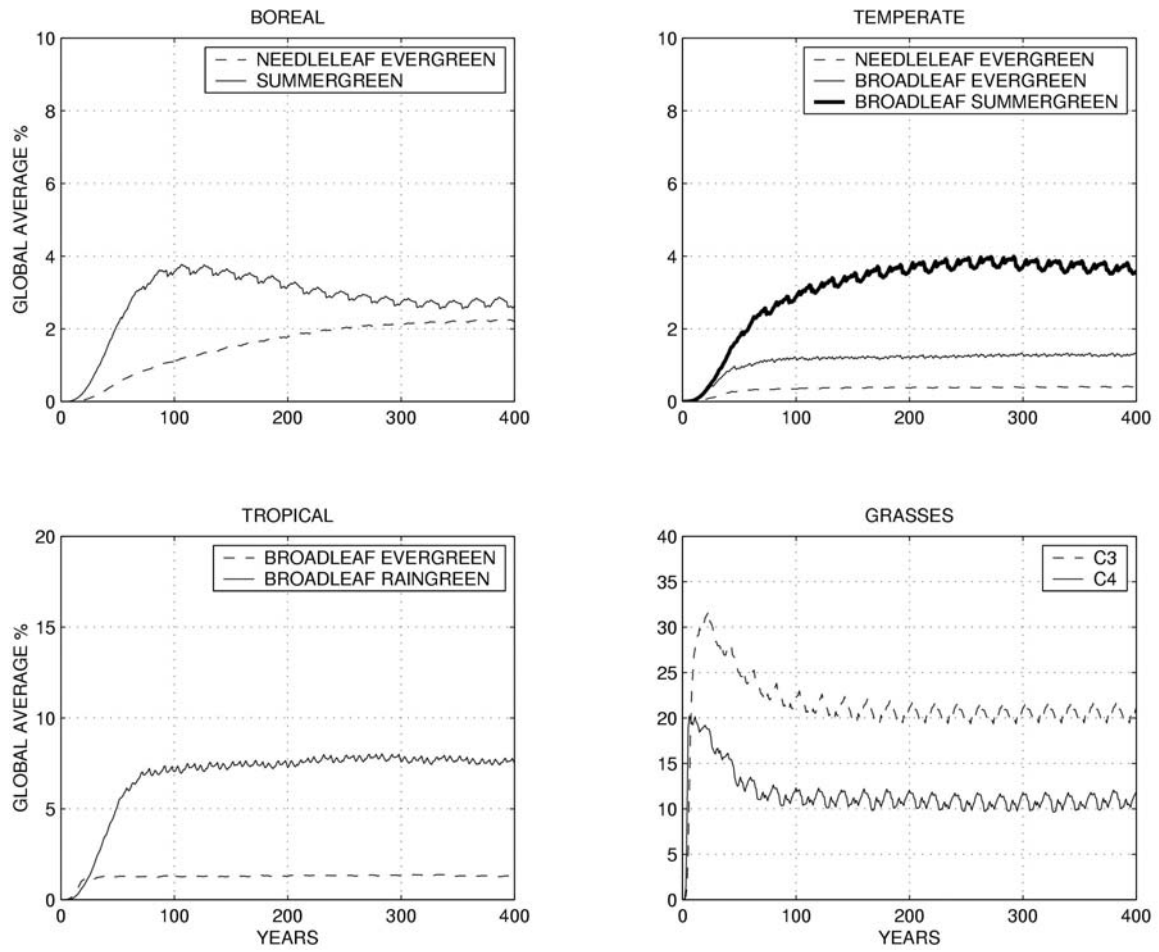 BOREAL
10
8
6
4
2
0
0 100 200 300 400
GLOBAL AVERAGE %
NEEDLELEAF EVERGREEN
SUMMERGREEN
TEMPERATE
10
8
6
4
2
0
0 100 200 300 400
NEEDLELEAF EVERGREEN
BROADLEAF EVERGREEN
BROADLEAF SUMMERGREEN
TROPICAL
20
15
10
5
0
0 100 200 300 400
GLOBAL AVERAGE %
YEARS
BROADLEAF EVERGREEN
BROADLEAF RAINGREEN
GRASSES
40
35
30
25
20
15
10
5
0
0 100 200 300 400
YEARS
C3
C4